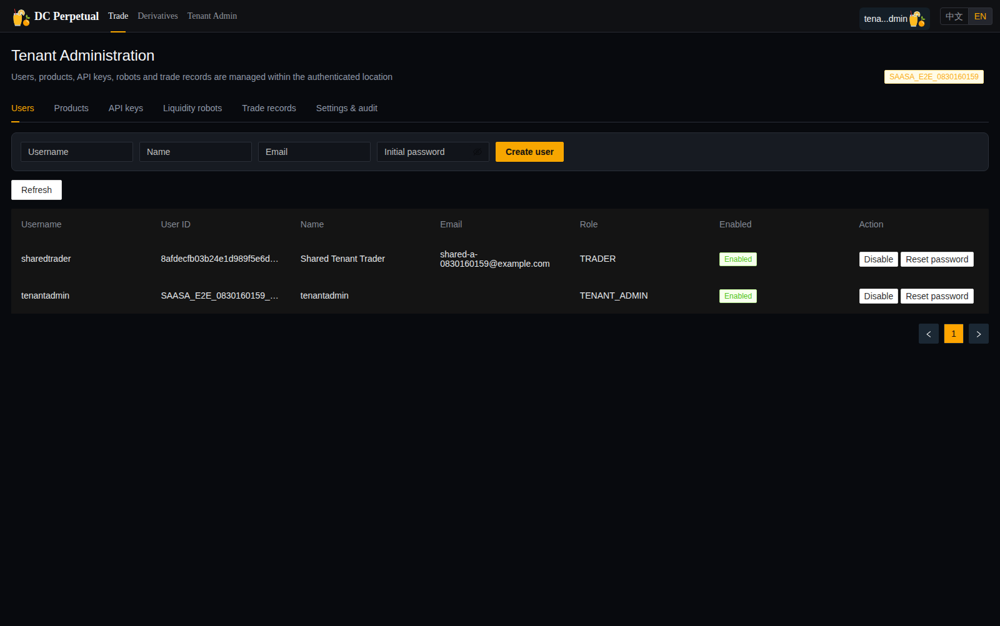 DC Perpetual Trade Derivatives Tenant Admin tena...dmin 中文 EN
Tenant Administration
Users, products, API keys, robots and trade records are managed within the authenticated location SAASA_E2E_0830160159
Users Products API keys Liquidity robots Trade records Settings & audit
Username Name Email Initial password Create user
Refresh
Username User ID Name Email Role Enabled Action
sharedtrader 8afdecfb03b24e1d989f5e6d… Shared Tenant Trader shared-a-0830160159@example.com TRADER Enabled Disable Reset password
tenantadmin SAASA_E2E_0830160159_… tenantadmin TENANT_ADMIN Enabled Disable Reset password
1